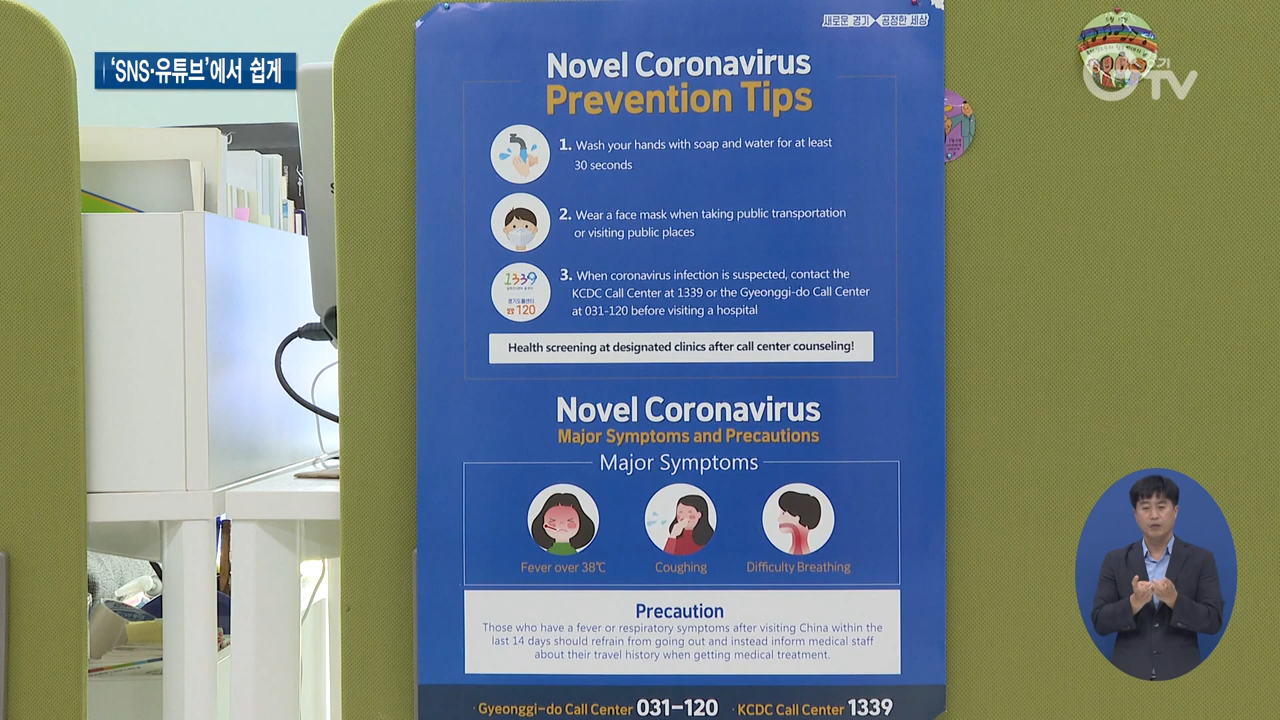 'SNS·유튜브'에서 쉽게
새로운 경기 공정한 세상
GTV
Novel Coronavirus
Prevention Tips
1. Wash your hands with soap and water for at least
30 seconds
2. Wear a face mask when taking public transportation
or visiting public places
1339
경기도콜센터
☎ 120
3. When coronavirus infection is suspected, contact the
KCDC Call Center at 1339 or the Gyeonggi-do Call Center
at 031-120 before visiting a hospital
Health screening at designated clinics after call center counseling!
Novel Coronavirus
Major Symptoms and Precautions
Major Symptoms
Fever over 38℃
Coughing
Difficulty Breathing
Precaution
Those who have a fever or respiratory symptoms after visiting China within the
last 14 days should refrain from going out and instead inform medical staff
about their travel history when getting medical treatment.
· Gyeonggi-do Call Center 031-120 · KCDC Call Center 1339